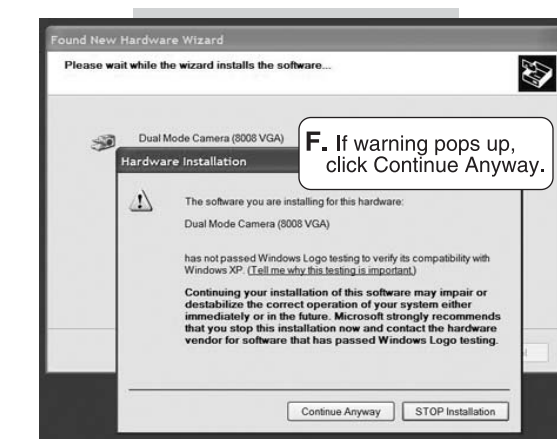 Found New Hardware Wizard
Please wait while the wizard installs the software...
Dual Mode Camera (8008 VGA)
F. If warning pops up,
click Continue Anyway.
Hardware Installation
The software you are installing for this hardware:
Dual Mode Camera (8008 VGA)
has not passed Windows Logo testing to verify its compatibility with
Windows XP. (Tell me why this testing is important.)
Continuing your installation of this software may impair or
destabilize the correct operation of your system either
immediately or in the future. Microsoft strongly recommends
that you stop this installation now and contact the hardware
vendor for software that has passed Windows Logo testing.
Continue Anyway
STOP Installation